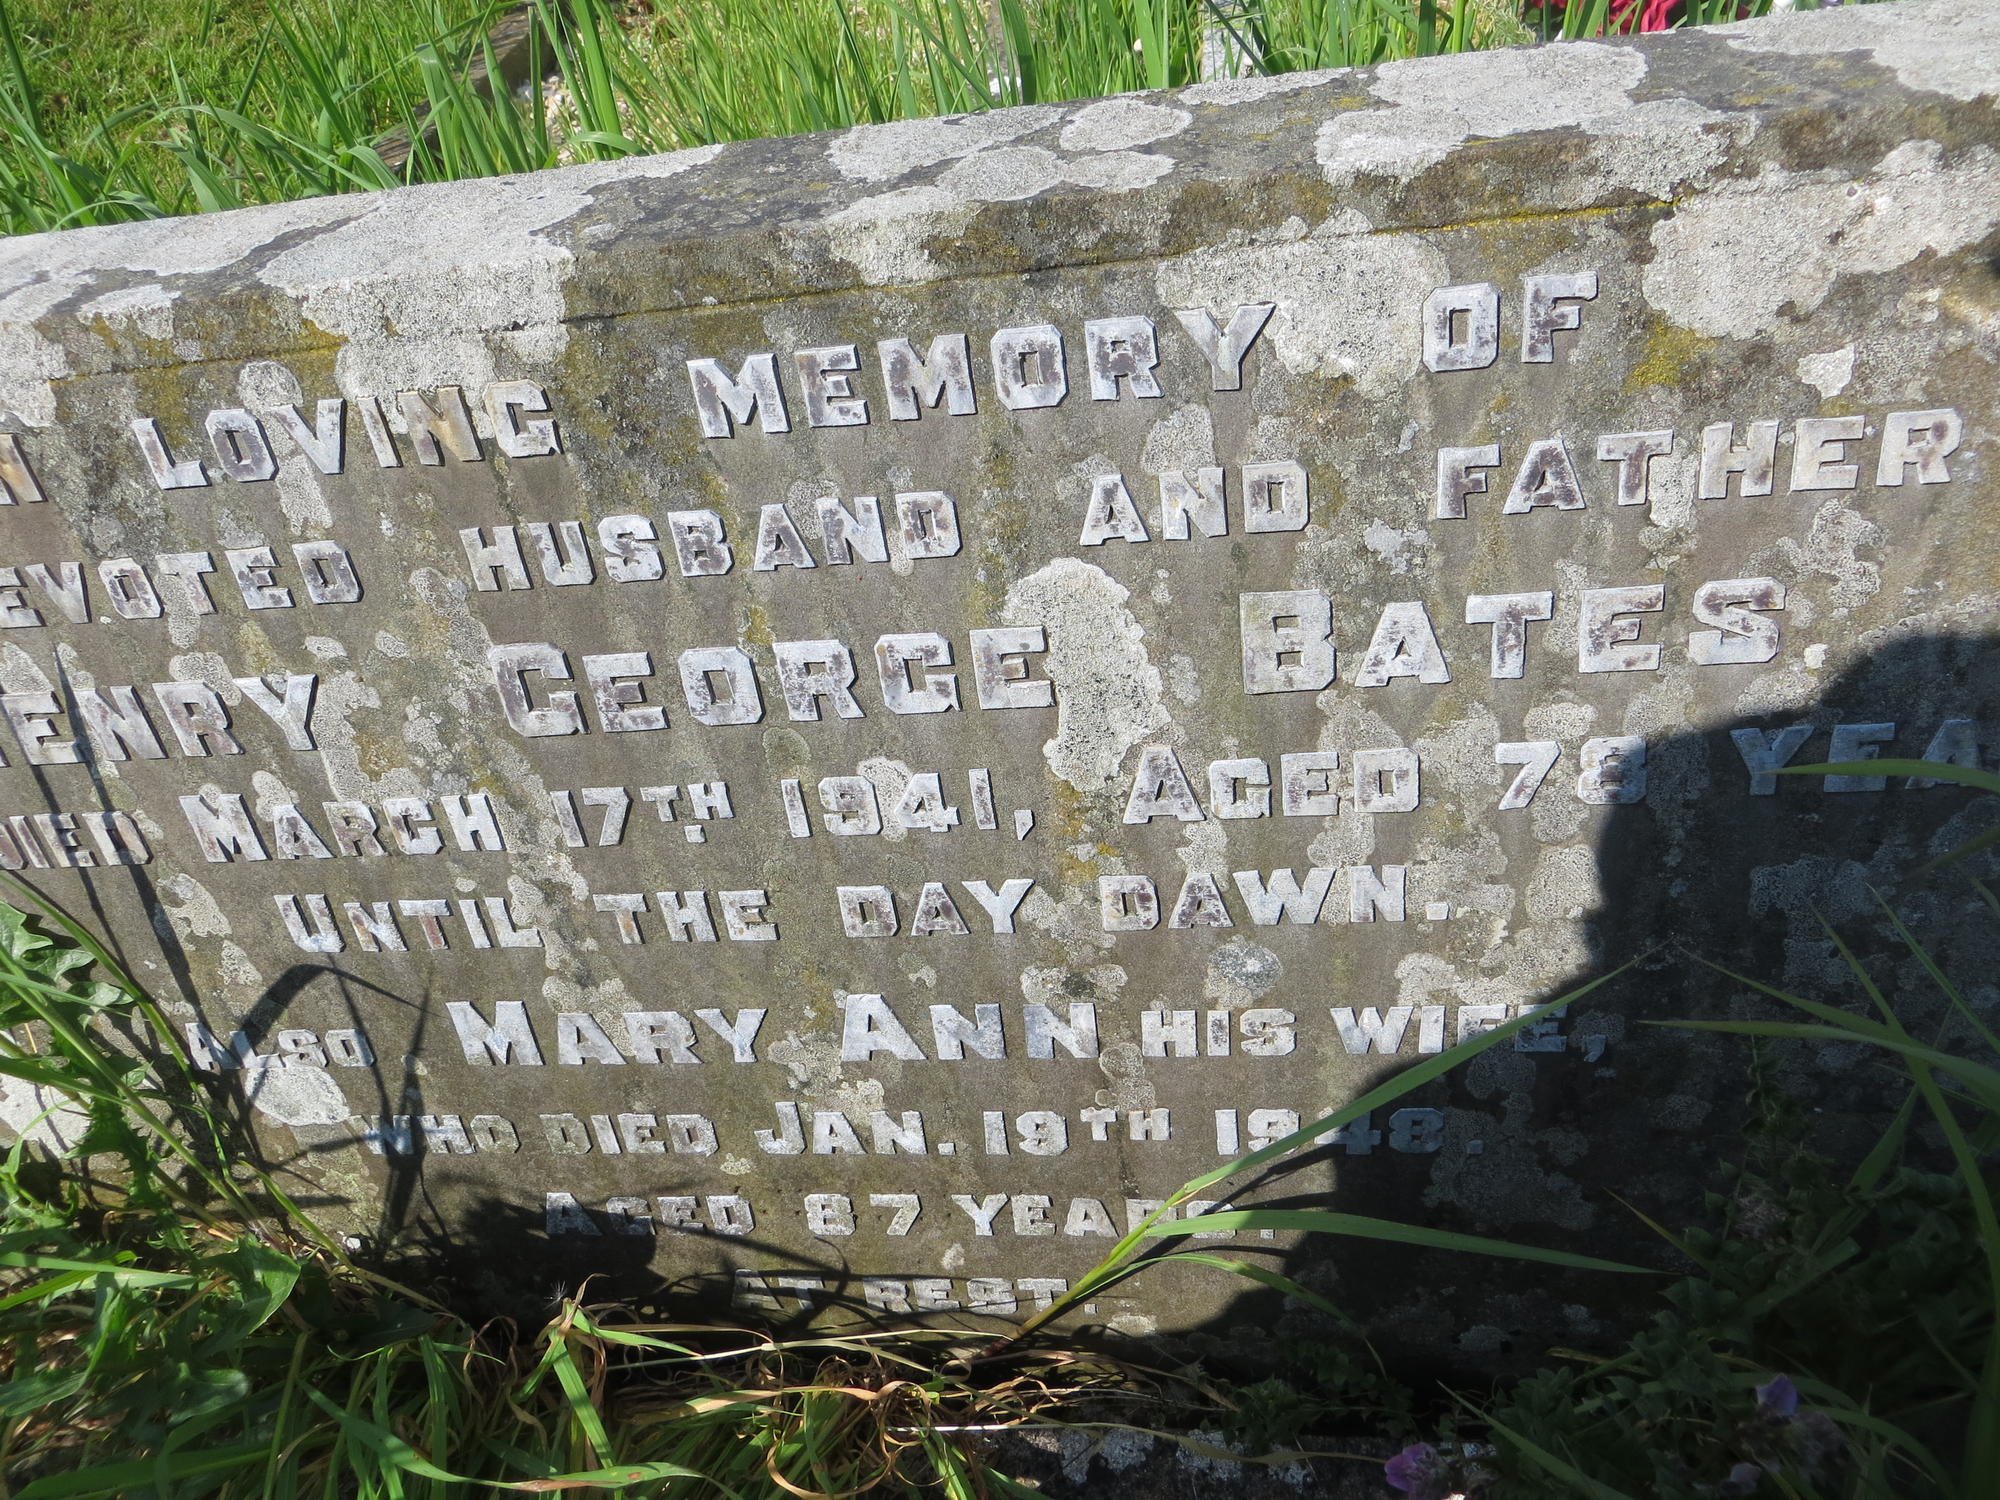 IN LOVING MEMORY OF
DEVOTED HUSBAND AND FATHER
HENRY GEORGE BATES
DIED MARCH 17TH 1941, AGED 78 YEA
UNTIL THE DAY DAWN.
ALSO MARY ANN HIS WIFE,
WHO DIED JAN. 19TH 1948.
AGED 87 YEARS.
AT REST.